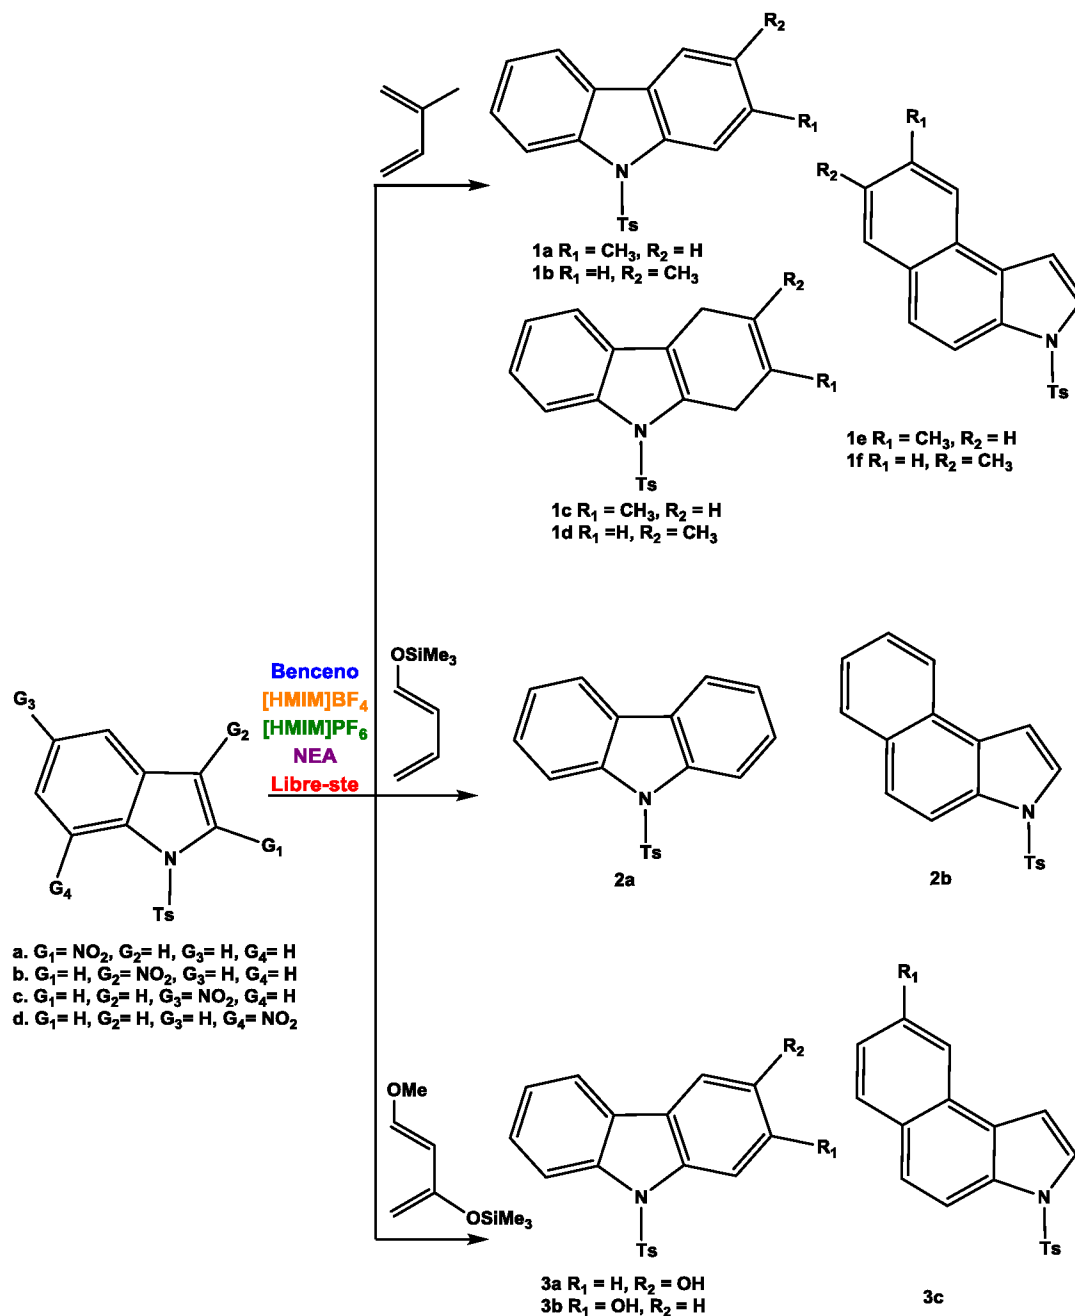 R₂
R₁
N
Ts
1a R₁ = CH₃, R₂ = H
1b R₁ =H, R₂ = CH₃
R₁
R₂
N
Ts
1e R₁ = CH₃, R₂ = H
1f R₁ = H, R₂ = CH₃
R₂
R₁
N
Ts
1c R₁ = CH₃, R₂ = H
1d R₁ =H, R₂ = CH₃
G₃
G₂
N
G₁
G₄
Ts
a. G₁= NO₂, G₂= H, G₃= H, G₄= H
b. G₁= H, G₂= NO₂, G₃= H, G₄= H
c. G₁= H, G₂= H, G₃= NO₂, G₄= H
d. G₁= H, G₂= H, G₃= H, G₄= NO₂
Benceno
[HMIM]BF₄
[HMIM]PF₆
NEA
Libre-ste
OSiMe₃
N
Ts
2a
N
Ts
2b
OMe
OSiMe₃
R₂
R₁
N
Ts
3a R₁ = H, R₂ = OH
3b R₁ = OH, R₂ = H
R₁
N
Ts
3c